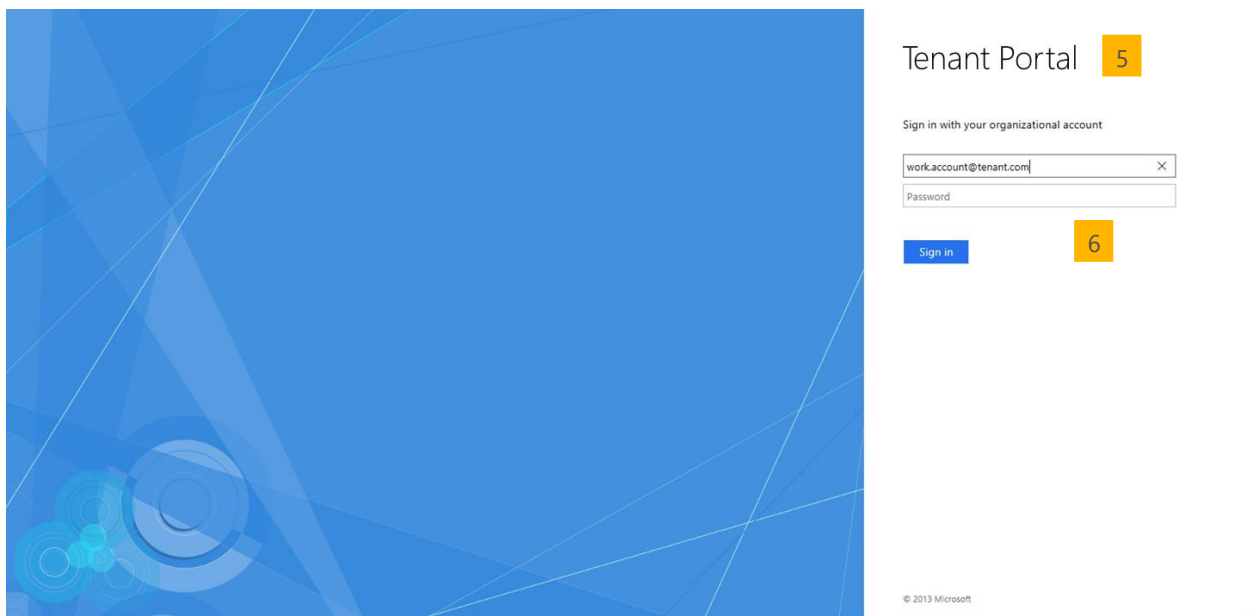 Tenant Portal 5
Sign in with your organizational account
work.account@tenant.com
Password
6
Sign in
© 2013 Microsoft